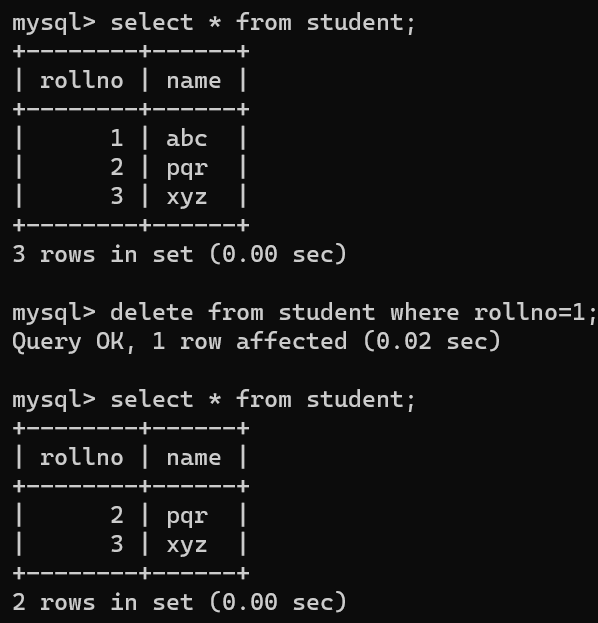 mysql> select * from student;
+--------+------+
| rollno | name |
+--------+------+
|      1 | abc  |
|      2 | pqr  |
|      3 | xyz  |
+--------+------+
3 rows in set (0.00 sec)

mysql> delete from student where rollno=1;
Query OK, 1 row affected (0.02 sec)

mysql> select * from student;
+--------+------+
| rollno | name |
+--------+------+
|      2 | pqr  |
|      3 | xyz  |
+--------+------+
2 rows in set (0.00 sec)